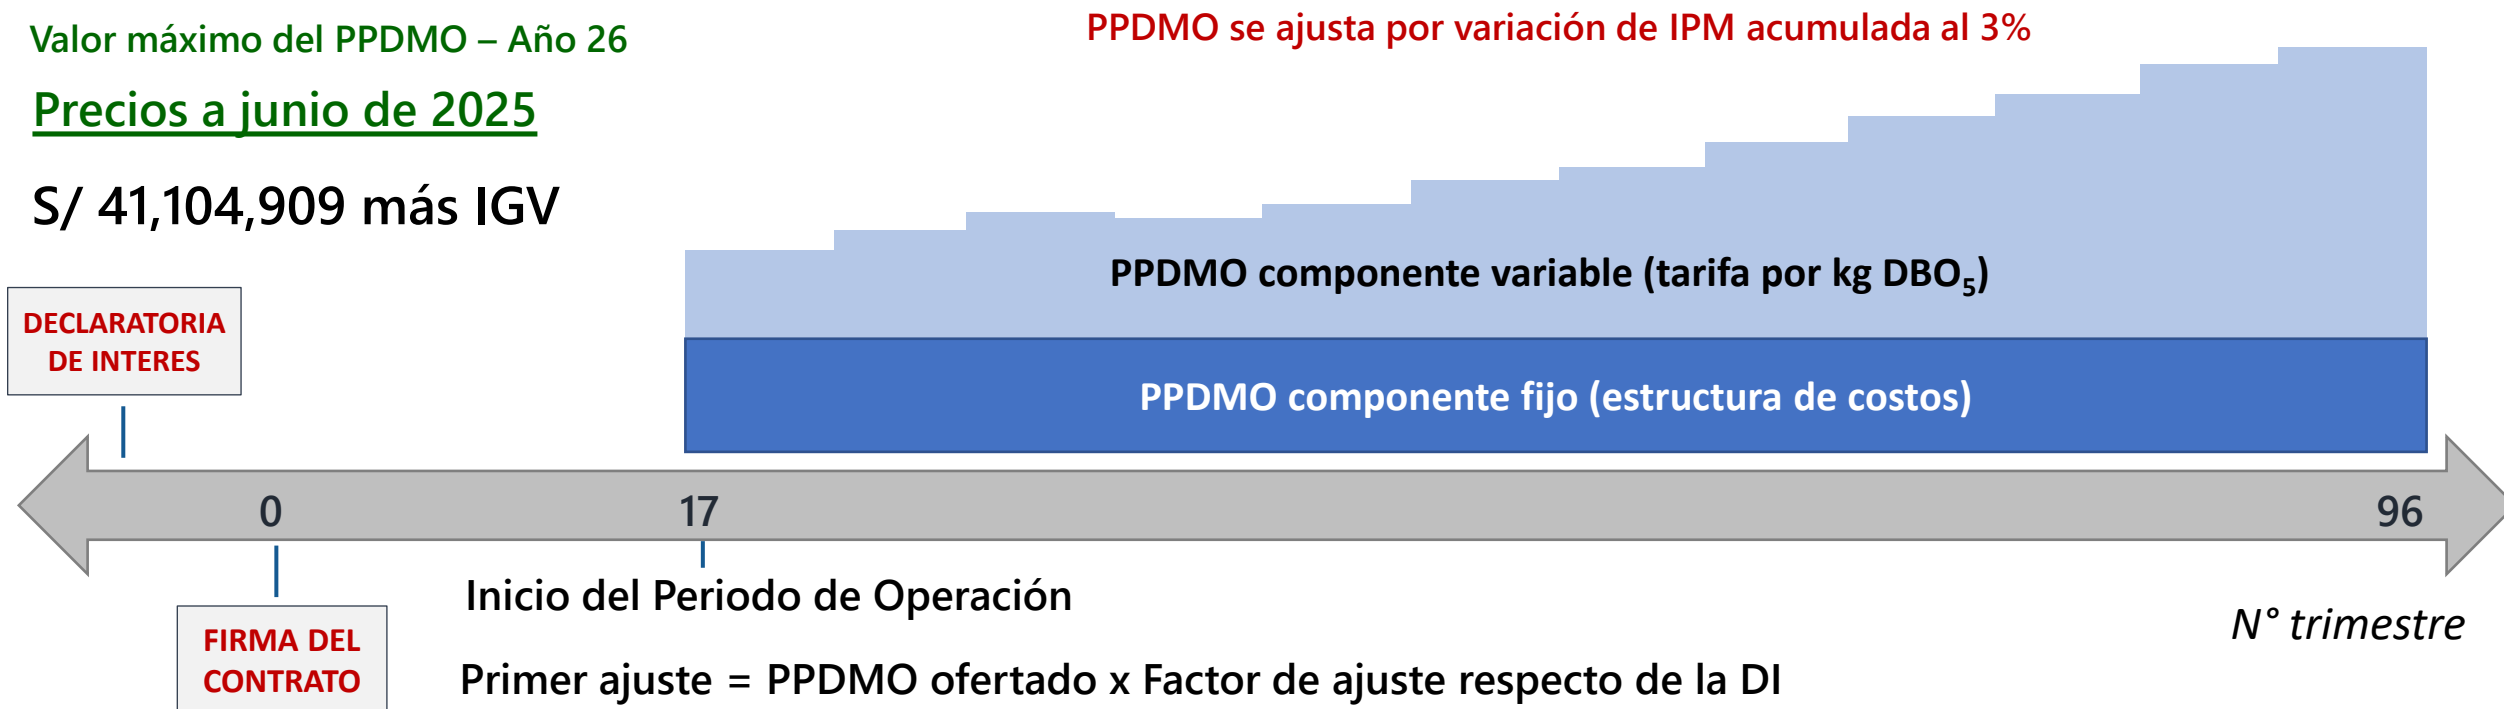 Valor máximo del PPDMO – Año 26
Precios a junio de 2025
S/ 41,104,909 más IGV
PPDMO se ajusta por variación de IPM acumulada al 3%
PPDMO componente variable (tarifa por kg DBO₅)
PPDMO componente fijo (estructura de costos)
DECLARATORIA
DE INTERES
0
17
96
Inicio del Periodo de Operación
N° trimestre
FIRMA DEL
CONTRATO
Primer ajuste = PPDMO ofertado x Factor de ajuste respecto de la DI